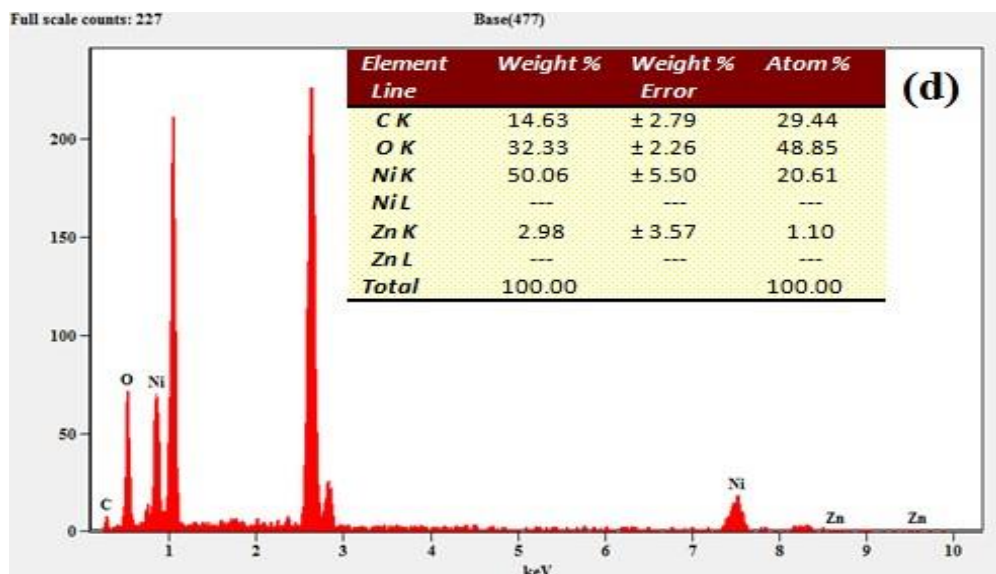 Full scale counts: 227 Base(477)
Element Line Weight % Weight % Error Atom %
C K 14.63 ± 2.79 29.44
O K 32.33 ± 2.26 48.85
Ni K 50.06 ± 5.50 20.61
Ni L --- --- ---
Zn K 2.98 ± 3.57 1.10
Zn L --- --- ---
Total 100.00 100.00
(d)
200
150
100
50
0
C O Ni Ni Zn Zn
1 2 3 4 5 6 7 8 9 10
keV